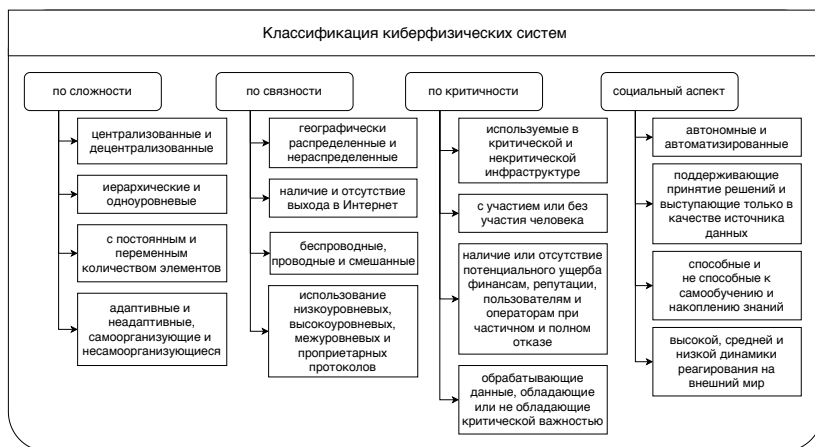 Классификация киберфизических систем
по сложности
централизованные и
децентрализованные
иерархические и
одноуровневые
с постоянным и
переменным
количеством элементов
адаптивные и
неадаптивные,
самоорганизующие и
несамоорганизующиеся
по связности
географически
распределенные и
нераспределенные
наличие и отсутствие
выхода в Интернет
беспроводные,
проводные и смешанные
использование
низкоуровневых,
высокоуровневых,
межуровневых и
проприетарных
протоколов
по критичности
используемые в
критической и
некритической
инфраструктуре
с участием или без
участия человека
наличие или отсутствие
потенциального ущерба
финансам, репутации,
пользователям и
операторам при
частичном и полном
отказе
обрабатывающие
данные, обладающие
или не обладающие
критической важностью
социальный аспект
автономные и
автоматизированные
поддерживающие
принятие решений и
выступающие только в
качестве источника
данных
способные и
не способные к
самообучению и
накоплению знаний
высокой, средней и
низкой динамики
реагирования на
внешний мир